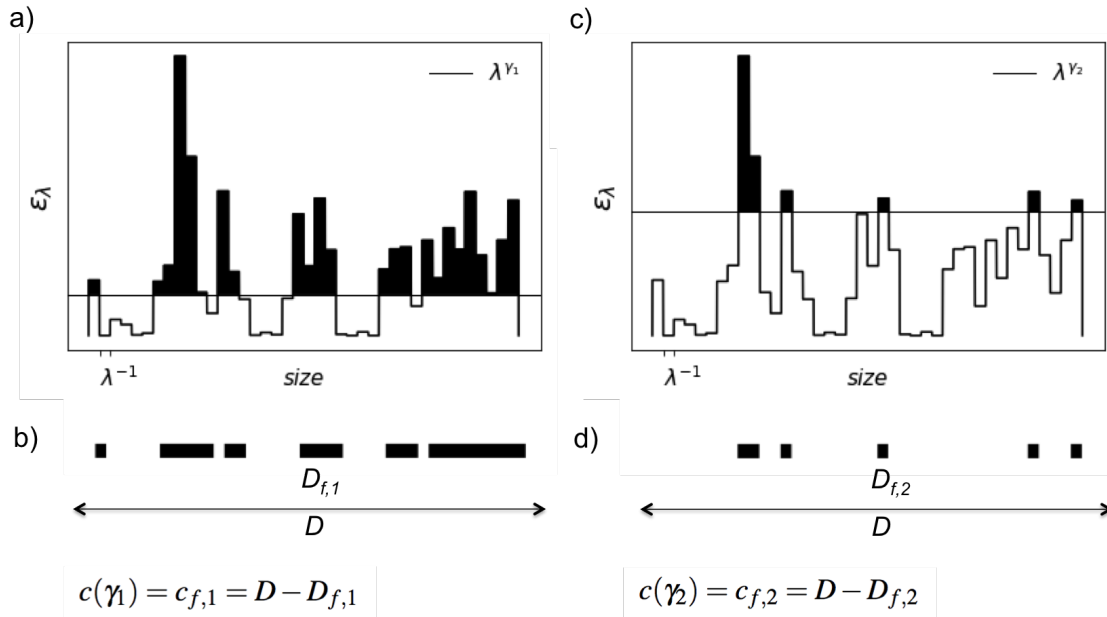 a)
λ^γ₁
ε_λ
λ⁻¹
size
b)
D_f,1
D
c(γ₁) = c_f,1 = D − D_f,1
c)
λ^γ₂
ε_λ
λ⁻¹
size
d)
D_f,2
D
c(γ₂) = c_f,2 = D − D_f,2